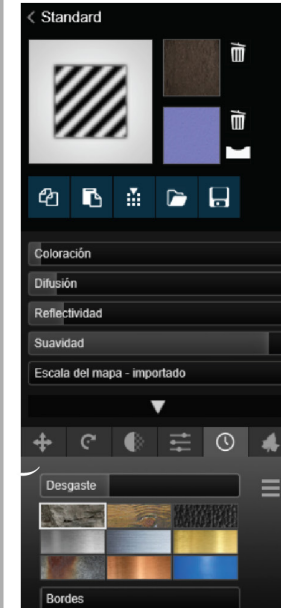 < Standard
Coloración
Difusión
Reflectividad
Suavidad
Escala del mapa - importado
Desgaste
Bordes